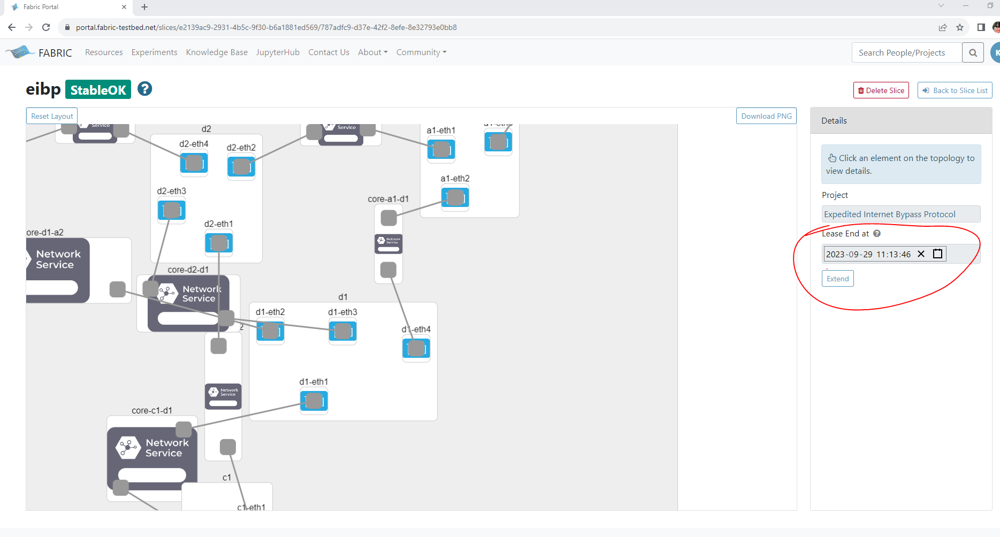 Fabric Portal
portal.fabric-testbed.net/slices/e2139ac9-2931-4b5c-9f30-b6a1881ed569/787adfc9-d37e-42f2-8efe-8e32793e0bb8
FABRIC Resources Experiments Knowledge Base JupyterHub Contact Us About Community Search People/Projects K
eibp StableOK ?
Delete Slice Back to Slice List
Reset Layout Download PNG
Details
Service
Service
d2
d2-eth4
d2-eth2
d2-eth3
d2-eth1
a1-eth1
a1-eth2
core-a1-d1
Network
Service
ore-d1-a2
Network
Service
core-d2-d1
Network
Service
2
d1
d1-eth2
d1-eth3
d1-eth4
d1-eth1
Network
Service
core-c1-d1
Network
Service
c1
c1-eth1
Click an element on the topology to
view details.
Project
Expedited Internet Bypass Protocol
Lease End at ?
2023-09-29 11:13:46
Extend